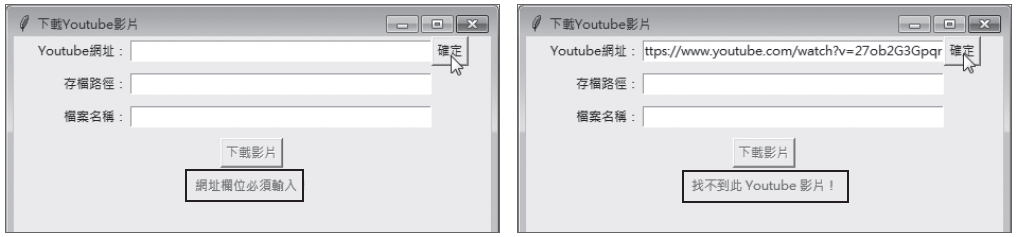 下載Youtube影片
Youtube網址：
確定
存檔路徑：
檔案名稱：
下載影片
網址欄位必須輸入
下載Youtube影片
Youtube網址： ttps://www.youtube.com/watch?v=27ob2G3Gpqr
確定
存檔路徑：
檔案名稱：
下載影片
找不到此 Youtube 影片！